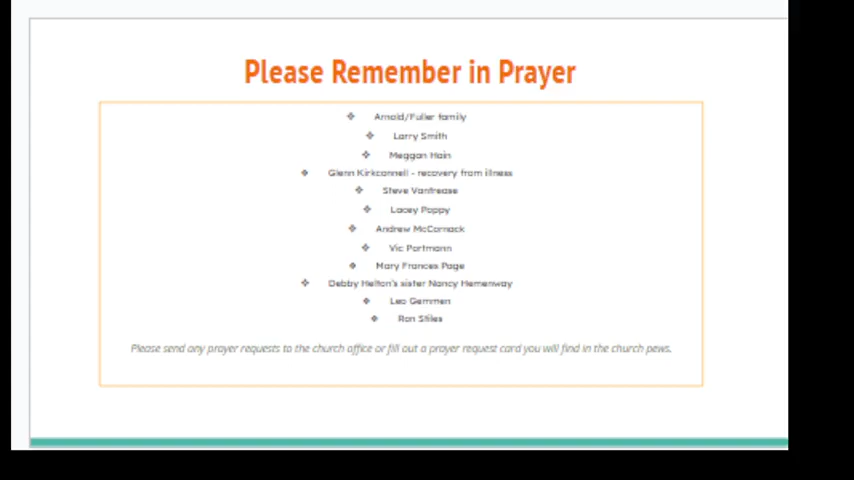 Please Remember in Prayer
❖ Arnold/Fuller family
❖ Larry Smith
❖ Meggan Hain
❖ Glenn Kirkconnell - recovery from illness
❖ Steve Vanfrease
❖ Lacey Poppy
❖ Andrew McCornack
❖ Vic Portmann
❖ Mary Frances Page
❖ Debby Helton's sister Nancy Hemenway
❖ Leo Gemmen
❖ Ron Stiles
Please send any prayer requests to the church office or fill out a prayer request card you will find in the church pews.